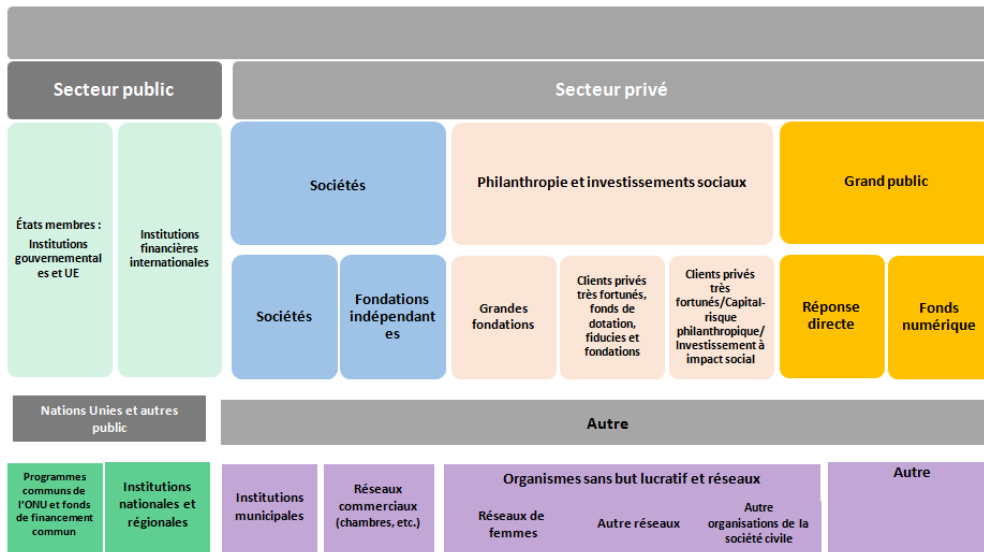 Secteur public
Secteur privé
États membres :
Institutions
gouvernemental
es et UE
Institutions
financières
internationales
Sociétés
Philanthropie et investissements sociaux
Grand public
Sociétés
Fondations
indépendant
es
Grandes
fondations
Clients privés
très fortunés,
fonds de
dotation,
fiducies et
fondations
Clients privés
très
fortunés/Capital-
risque
philanthropique/
Investissement à
impact social
Réponse
directe
Fonds
numérique
Nations Unies et autres
public
Autre
Programmes
communs de
l'ONU et fonds
de financement
commun
Institutions
nationales et
régionales
Institutions
municipales
Réseaux
commerciaux
(chambres, etc.)
Organismes sans but lucratif et réseaux
Réseaux de
femmes
Autre réseaux
Autre
organisations de la
société civile
Autre